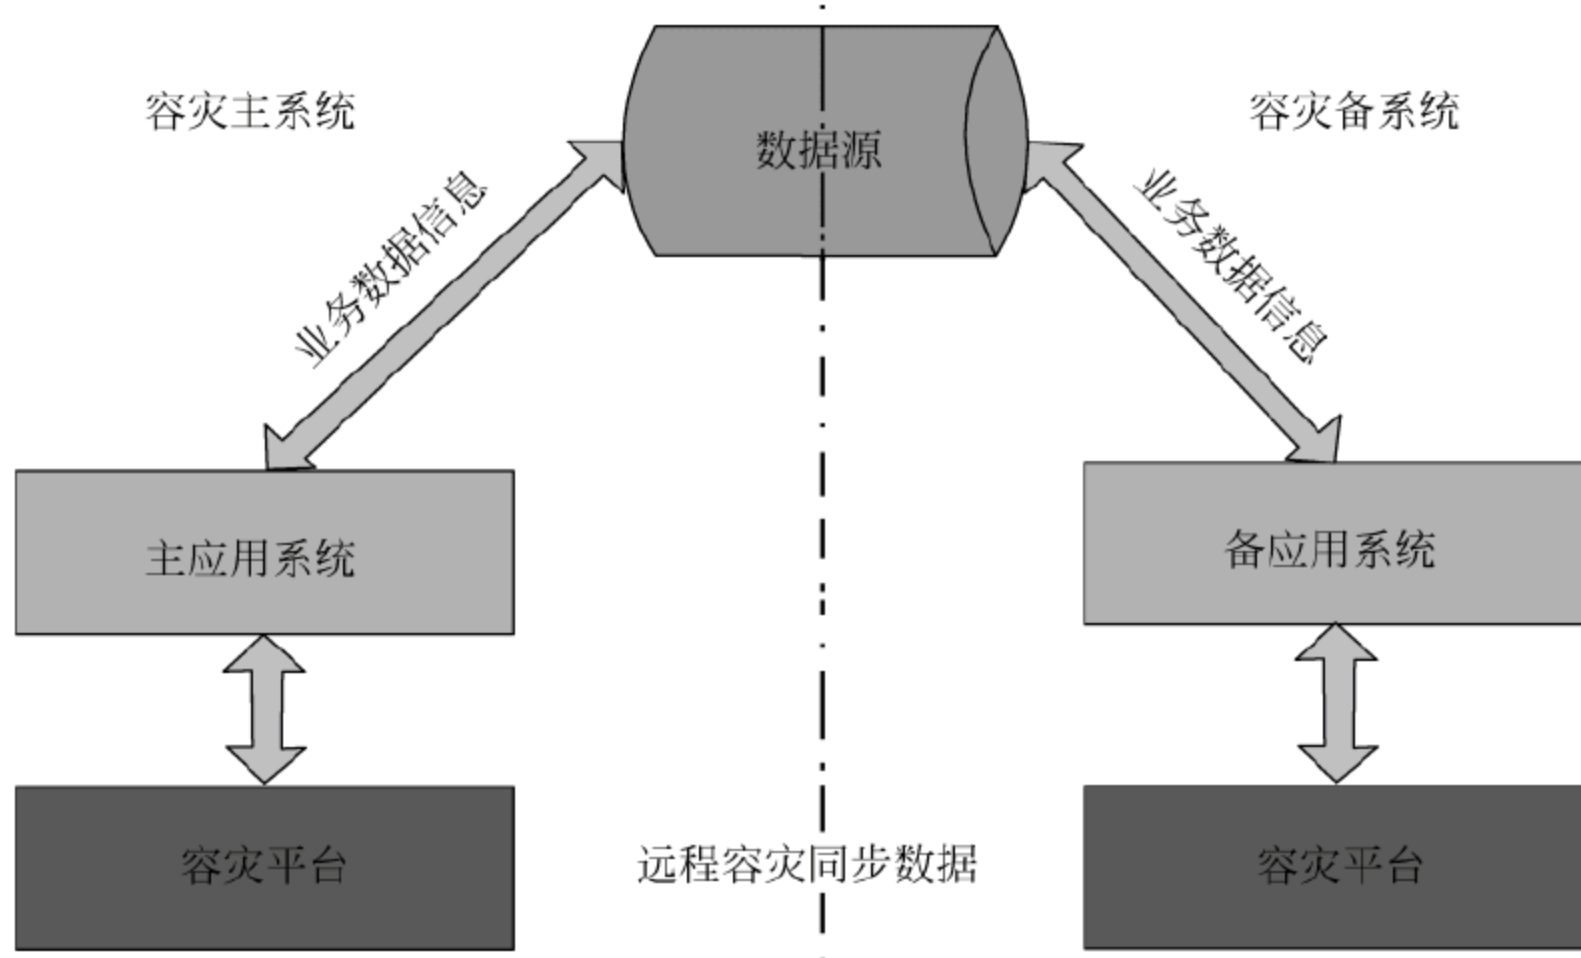 容灾主系统
数据源
容灾备系统
业务数据信息
业务数据信息
主应用系统
备应用系统
容灾平台
远程容灾同步数据
容灾平台